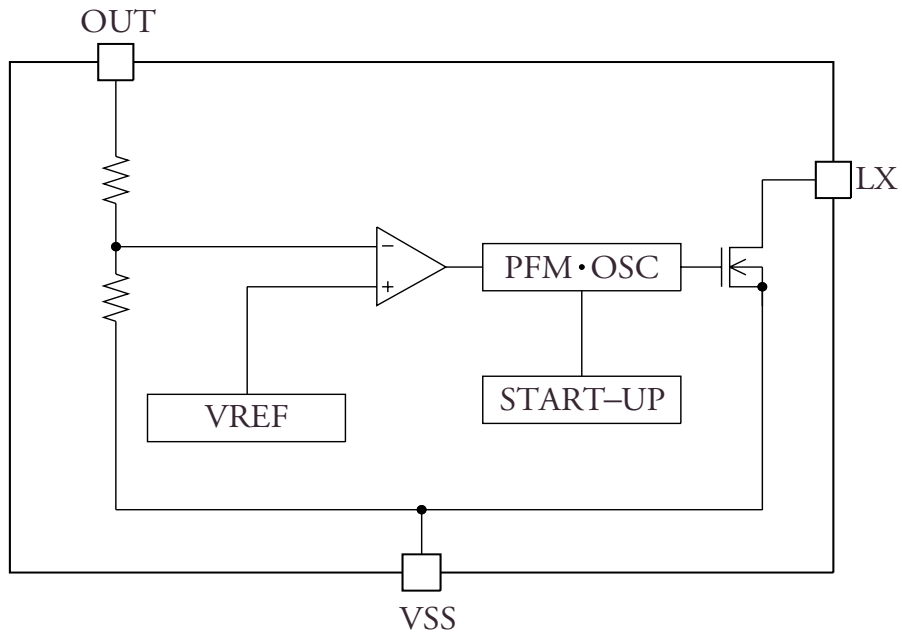 OUT
LX
−
+
PFM·OSC
VREF
START–UP
VSS